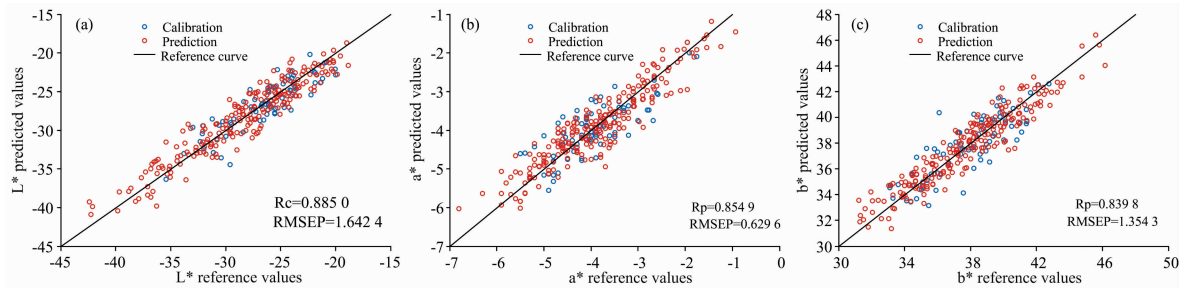 (a)
Calibration
Prediction
Reference curve
-15
-20
-25
-30
-35
-40
-45
L* predicted values
Rc=0.885 0
RMSEP=1.642 4
-45 -40 -35 -30 -25 -20 -15
L* reference values
(b)
Calibration
Prediction
Reference curve
-1
-2
-3
-4
-5
-6
-7
a* predicted values
Rp=0.854 9
RMSEP=0.629 6
-7 -6 -5 -4 -3 -2 -1 0
a* reference values
(c)
Calibration
Prediction
Reference curve
48
46
44
42
40
38
36
34
32
30
b* predicted values
Rp=0.839 8
RMSEP=1.354 3
30 34 38 42 46 50
b* reference values